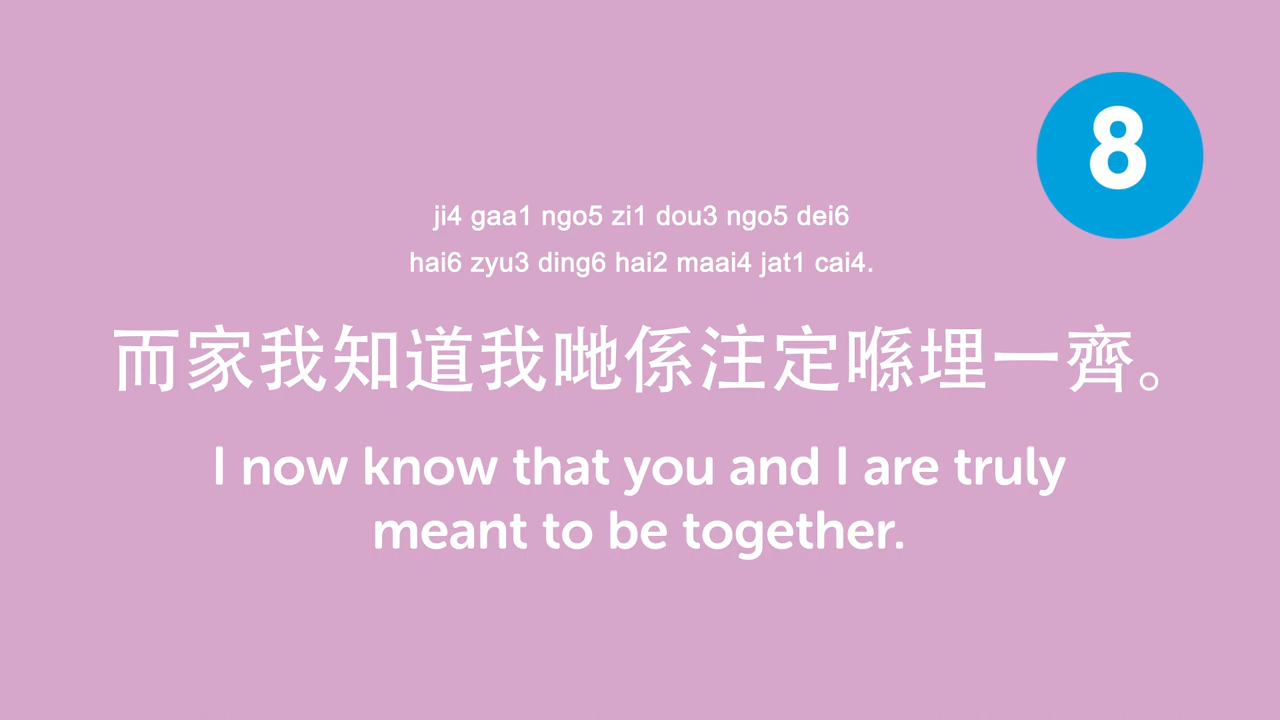 8
ji4 gaa1 ngo5 zi1 dou3 ngo5 dei6
hai6 zyu3 ding6 hai2 maai4 jat1 cai4.
而家我知道我哋係注定喺埋一齊。
I now know that you and I are truly
meant to be together.